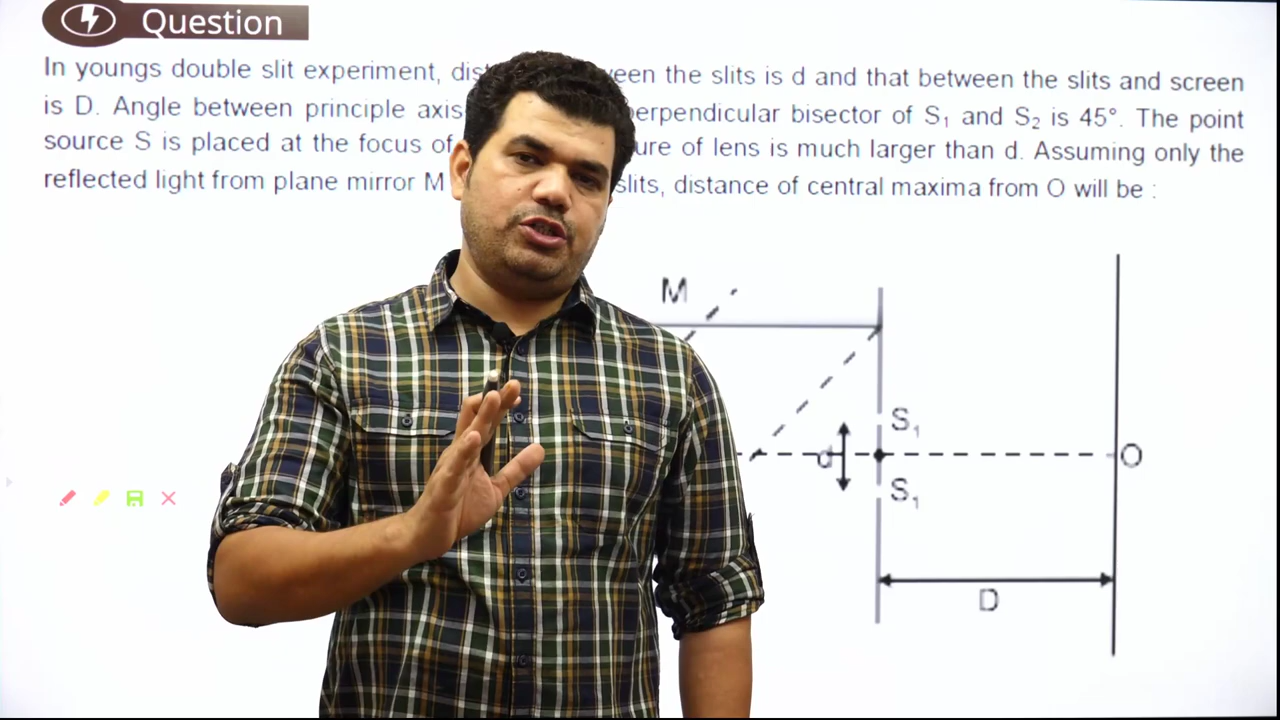 Question
In youngs double slit experiment, een the slits is d and that between the slits and screen
is D. Angle between principle axis erpendicular bisector of S₁ and S₂ is 45°. The point
source S is placed at the focus of ure of lens is much larger than d. Assuming only the
reflected light from plane mirror M slits, distance of central maxima from O will be :
M
S₁
d
O
S₁
D